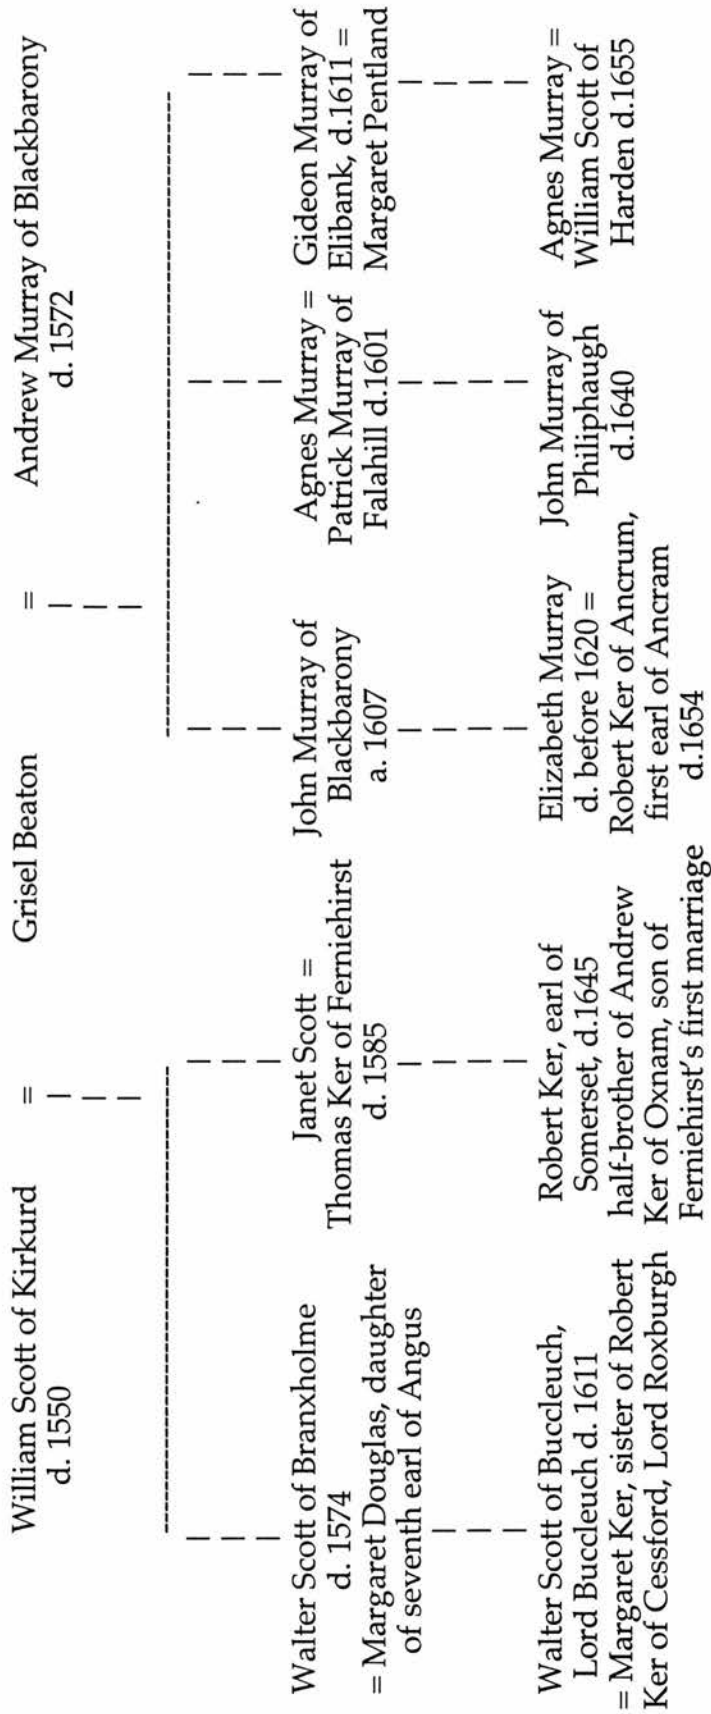 William Scott of Kirkurd
d. 1550
=
Grisel Beaton
=
Andrew Murray of Blackbarony
d. 1572
Walter Scott of Branxholme
d. 1574
= Margaret Douglas, daughter
of seventh earl of Angus
Janet Scott =
Thomas Ker of Ferniehirst
d. 1585
John Murray of
Blackbarony
a. 1607
Agnes Murray =
Patrick Murray of
Falahill d.1601
Gideon Murray of
Elibank, d.1611 =
Margaret Pentland
Walter Scott of Buccleuch,
Lord Buccleuch d. 1611
= Margaret Ker, sister of Robert
Ker of Cessford, Lord Roxburgh
Robert Ker, earl of
Somerset, d.1645
half-brother of Andrew
Ker of Oxnam, son of
Ferniehirst's first marriage
Elizabeth Murray
d. before 1620 =
Robert Ker of Ancrum,
first earl of Ancram
d.1654
John Murray of
Philiphaugh
d.1640
Agnes Murray =
William Scott of
Harden d.1655